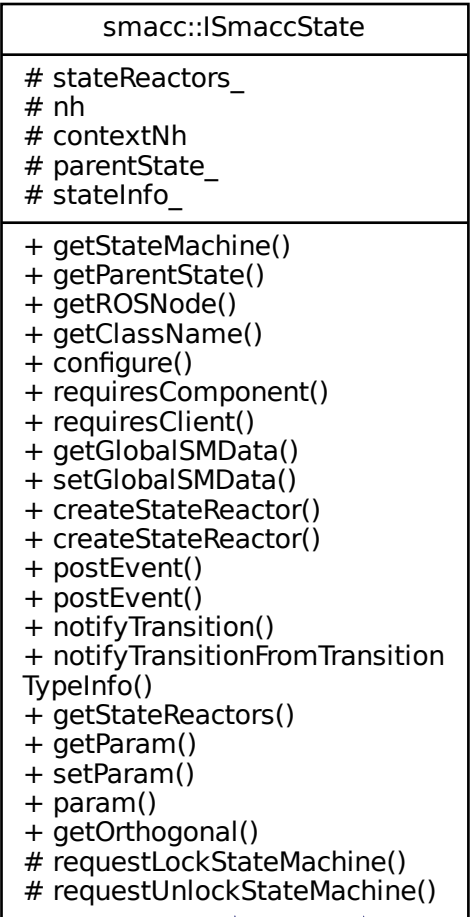 smacc::ISmaccState
# stateReactors_
# nh
# contextNh
# parentState_
# stateInfo_
+ getStateMachine()
+ getParentState()
+ getROSNode()
+ getClassName()
+ configure()
+ requiresComponent()
+ requiresClient()
+ getGlobalSMData()
+ setGlobalSMData()
+ createStateReactor()
+ createStateReactor()
+ postEvent()
+ postEvent()
+ notifyTransition()
+ notifyTransitionFromTransition
TypeInfo()
+ getStateReactors()
+ getParam()
+ setParam()
+ param()
+ getOrthogonal()
# requestLockStateMachine()
# requestUnlockStateMachine()